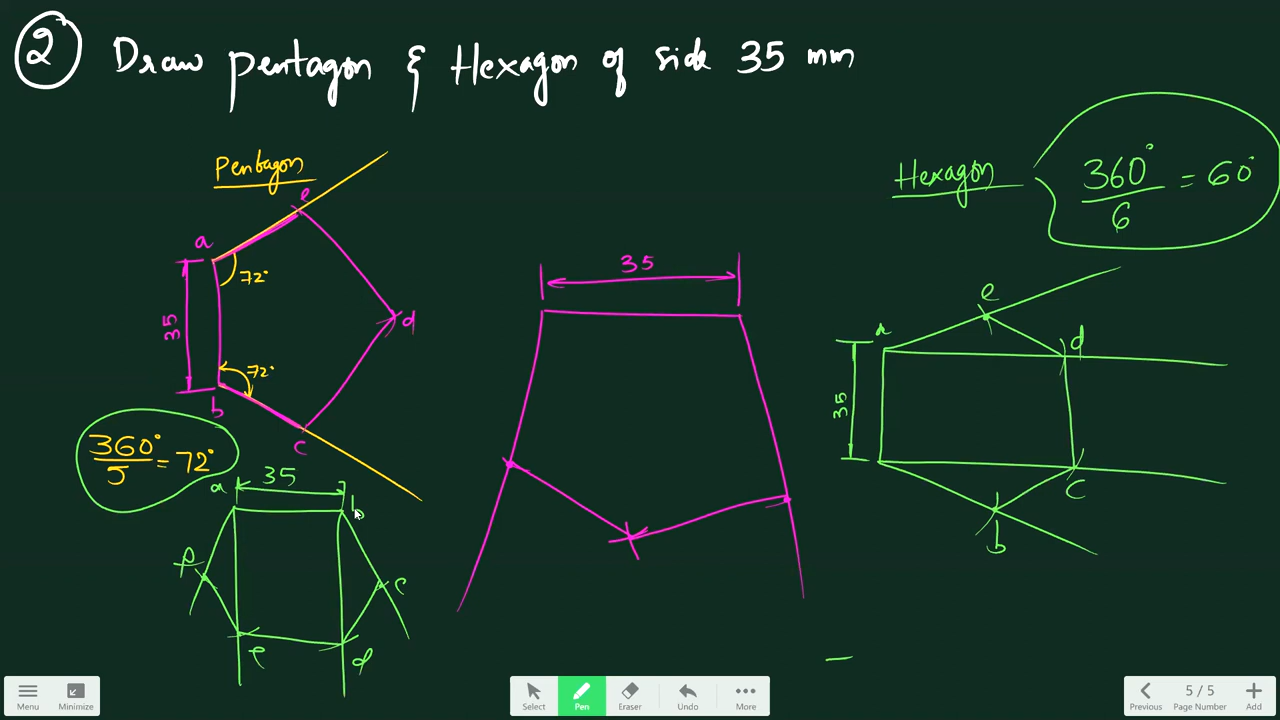 2 Draw pentagon & Hexagon of side 35 mm
Pentagon
e
a
72°
35
d
72°
b
c
360°/5 = 72°
35
a
b
f
c
e
d
35
Hexagon
360°/6 = 60°
e
a
d
35
c
b
Menu
Minimize
Select
Pen
Eraser
Undo
More
Previous
5 / 5
Page Number
Add